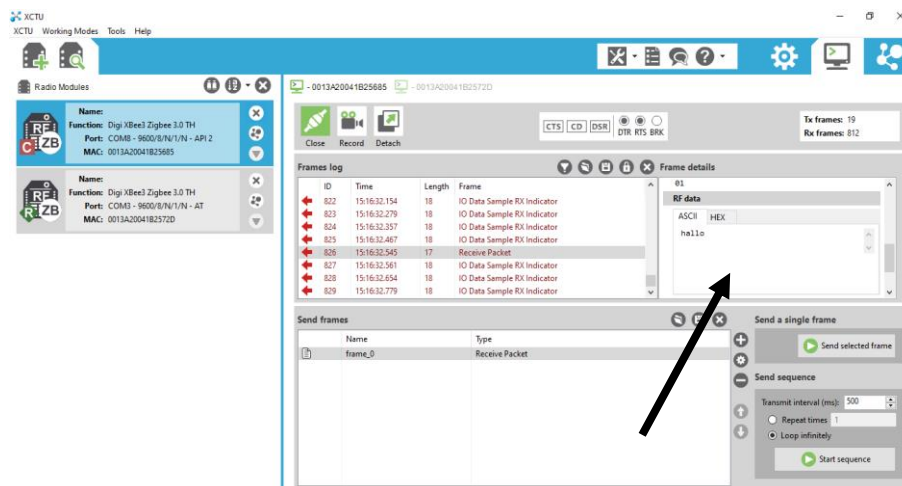 XCTU
XCTU Working Modes Tools Help
Radio Modules
Name:
Function: Digi XBee3 Zigbee 3.0 TH
Port: COM8 - 9600/8/N/1/N - API 2
MAC: 0013A20041B25685
RF
C ZB
Name:
Function: Digi XBee3 Zigbee 3.0 TH
Port: COM3 - 9600/8/N/1/N - AT
MAC: 0013A20041B2572D
RF
R ZB
- 0013A20041B25685 - 0013A20041B2572D
Close Record Detach
CTS CD DSR DTR RTS BRK
Tx frames: 19
Rx frames: 812
Frames log
ID Time Length Frame
822 15:16:32.154 18 IO Data Sample RX Indicator
823 15:16:32.279 18 IO Data Sample RX Indicator
824 15:16:32.357 18 IO Data Sample RX Indicator
825 15:16:32.467 18 IO Data Sample RX Indicator
826 15:16:32.545 17 Receive Packet
827 15:16:32.561 18 IO Data Sample RX Indicator
828 15:16:32.654 18 IO Data Sample RX Indicator
829 15:16:32.779 18 IO Data Sample RX Indicator
Frame details
01
RF data
ASCII HEX
hallo
Send frames
Name Type
frame_0 Receive Packet
Send a single frame
Send selected frame
Send sequence
Transmit interval (ms): 500
Repeat times 1
Loop infinitely
Start sequence